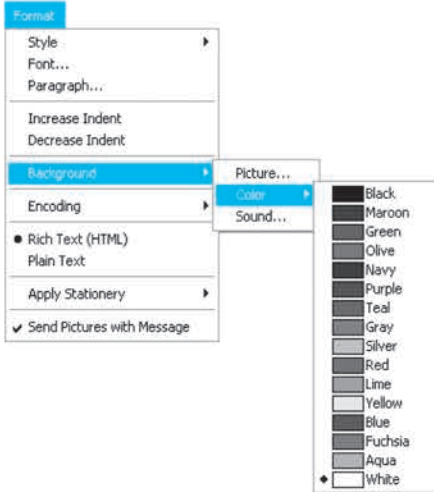 Format
Style
Font...
Paragraph...
Increase Indent
Decrease Indent
Background
Encoding
Rich Text (HTML)
Plain Text
Apply Stationery
Send Pictures with Message
Picture...
Color
Sound...
Black
Maroon
Green
Olive
Navy
Purple
Teal
Gray
Silver
Red
Lime
Yellow
Blue
Fuchsia
Aqua
White